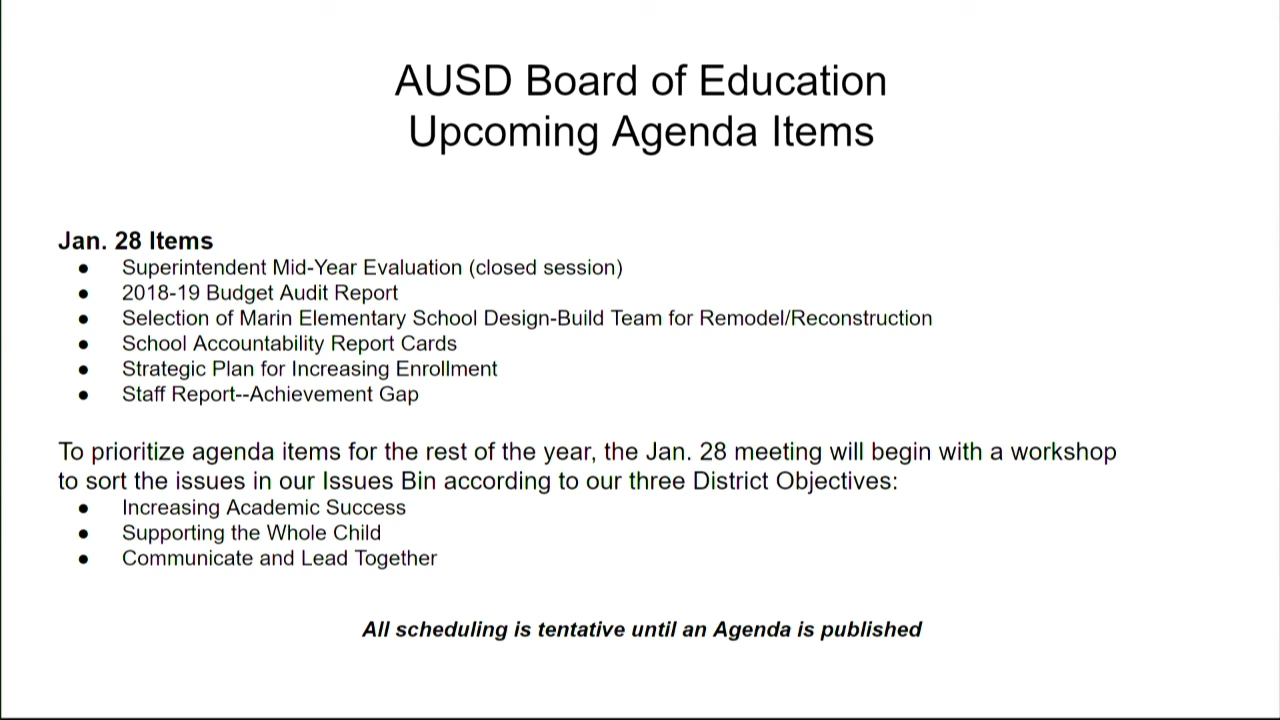 AUSD Board of Education
Upcoming Agenda Items
Jan. 28 Items
● Superintendent Mid-Year Evaluation (closed session)
● 2018-19 Budget Audit Report
● Selection of Marin Elementary School Design-Build Team for Remodel/Reconstruction
● School Accountability Report Cards
● Strategic Plan for Increasing Enrollment
● Staff Report--Achievement Gap
To prioritize agenda items for the rest of the year, the Jan. 28 meeting will begin with a workshop
to sort the issues in our Issues Bin according to our three District Objectives:
● Increasing Academic Success
● Supporting the Whole Child
● Communicate and Lead Together
All scheduling is tentative until an Agenda is published